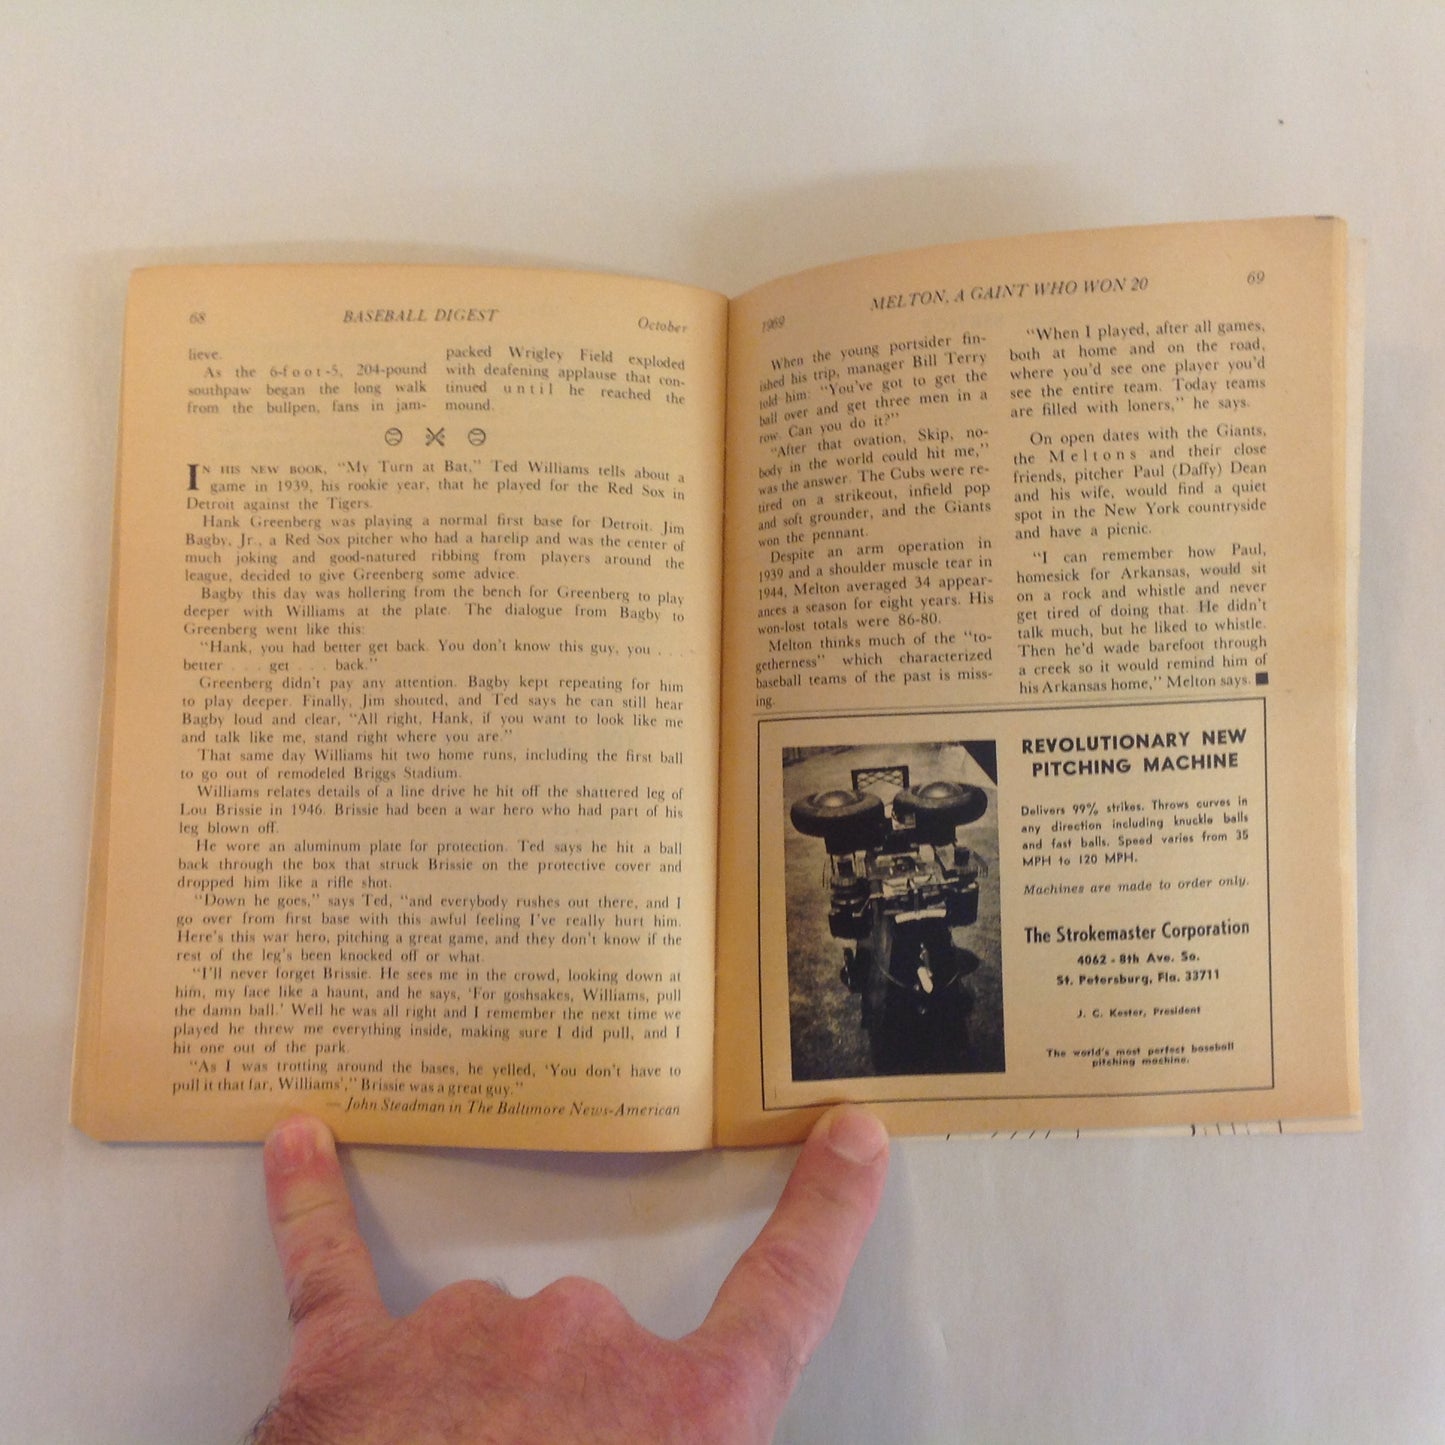 68
BASEBALL DIGEST
October
lieve.
As the 6-foot-5, 204-pound
southpaw began the long walk
from the bullpen, fans in jam-
packed Wrigley Field exploded
with deafening applause that con-
tinued until he reached the
mound.
IN HIS NEW BOOK, "My Turn at Bat," Ted Williams tells about a
game in 1939, his rookie year, that he played for the Red Sox in
Detroit against the Tigers.
Hank Greenberg was playing a normal first base for Detroit. Jim
Bagby, Jr., a Red Sox pitcher who had a harelip and was the center of
much joking and good-natured ribbing from players around the
league, decided to give Greenberg some advice.
Bagby this day was hollering from the bench for Greenberg to play
deeper with Williams at the plate. The dialogue from Bagby to
Greenberg went like this:
"Hank, you had better get back. You don't know this guy, you . . .
better . . . get . . . back."
Greenberg didn't pay any attention. Bagby kept repeating for him
to play deeper. Finally, Jim shouted, and Ted says he can still hear
Bagby loud and clear, "All right, Hank, if you want to look like me
and talk like me, stand right where you are."
That same day Williams hit two home runs, including the first ball
to go out of remodeled Briggs Stadium.
Williams relates details of a line drive he hit off the shattered leg of
Lou Brissie in 1946. Brissie had been a war hero who had part of his
leg blown off.
He wore an aluminum plate for protection. Ted says he hit a ball
back through the box that struck Brissie on the protective cover and
dropped him like a rifle shot.
"Down he goes," says Ted, "and everybody rushes out there, and I
go over from first base with this awful feeling I've really hurt him.
Here's this war hero, pitching a great game, and they don't know if the
rest of the leg's been knocked off or what.
"I'll never forget Brissie. He sees me in the crowd, looking down at
him, my face like a haunt, and he says, 'For goshsakes, Williams, pull
the damn ball.' Well he was all right and I remember the next time we
played he threw me everything inside, making sure I did pull, and I
hit one out of the park.
"As I was trotting around the bases, he yelled, 'You don't have to
pull it that far, Williams'," Brissie was a great guy."
— John Steadman in The Baltimore News-American
1969
MELTON, A GAINT WHO WON 20
69
When the young portsider fin-
ished his trip, manager Bill Terry
told him: "You've got to get the
ball over and get three men in a
row. Can you do it?"
"After that ovation, Skip, no-
body in the world could hit me,"
was the answer. The Cubs were re-
tired on a strikeout, infield pop
and soft grounder, and the Giants
won the pennant.
Despite an arm operation in
1939 and a shoulder muscle tear in
1944, Melton averaged 34 appear-
ances a season for eight years. His
won-lost totals were 86-80.
Melton thinks much of the "to-
getherness" which characterized
baseball teams of the past is miss-
ing.
"When I played, after all games,
both at home and on the road,
where you'd see one player you'd
see the entire team. Today teams
are filled with loners," he says.
On open dates with the Giants,
the Meltons and their close
friends, pitcher Paul (Daffy) Dean
and his wife, would find a quiet
spot in the New York countryside
and have a picnic.
"I can remember how Paul,
homesick for Arkansas, would sit
on a rock and whistle and never
get tired of doing that. He didn't
talk much, but he liked to whistle.
Then he'd wade barefoot through
a creek so it would remind him of
his Arkansas home," Melton says. ■
REVOLUTIONARY NEW
PITCHING MACHINE
Delivers 99% strikes. Throws curves in
any direction including knuckle balls
and fast balls. Speed varies from 35
MPH to 120 MPH.
Machines are made to order only.
The Strokemaster Corporation
4062 - 8th Ave. So.
St. Petersburg, Fla. 33711
J. C. Kester, President
The world's most perfect baseball
pitching machine.